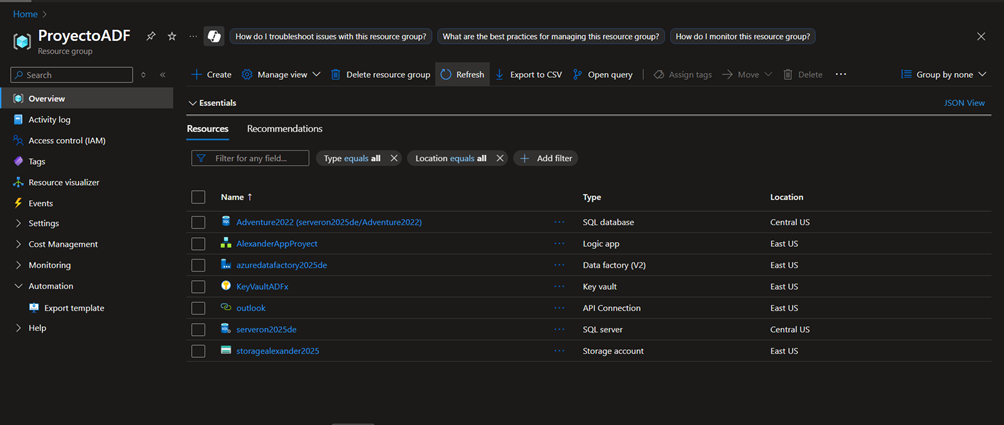 Home
ProyectoADF
Resource group
How do I troubleshoot issues with this resource group?
What are the best practices for managing this resource group?
How do I monitor this resource group?
Search
Create
Manage view
Delete resource group
Refresh
Export to CSV
Open query
Assign tags
Move
Delete
Group by none
Overview
Activity log
Access control (IAM)
Tags
Resource visualizer
Events
Settings
Cost Management
Monitoring
Automation
Export template
Help
Essentials
JSON View
Resources Recommendations
Filter for any field...
Type equals all
Location equals all
Add filter
Name ↑ Type Location
Adventure2022 (serveron2025de/Adventure2022) SQL database Central US
AlexanderAppProyect Logic app East US
azuredatafactory2025de Data factory (V2) East US
KeyVaultADFx Key vault East US
outlook API Connection East US
serveron2025de SQL server Central US
storagealexander2025 Storage account East US